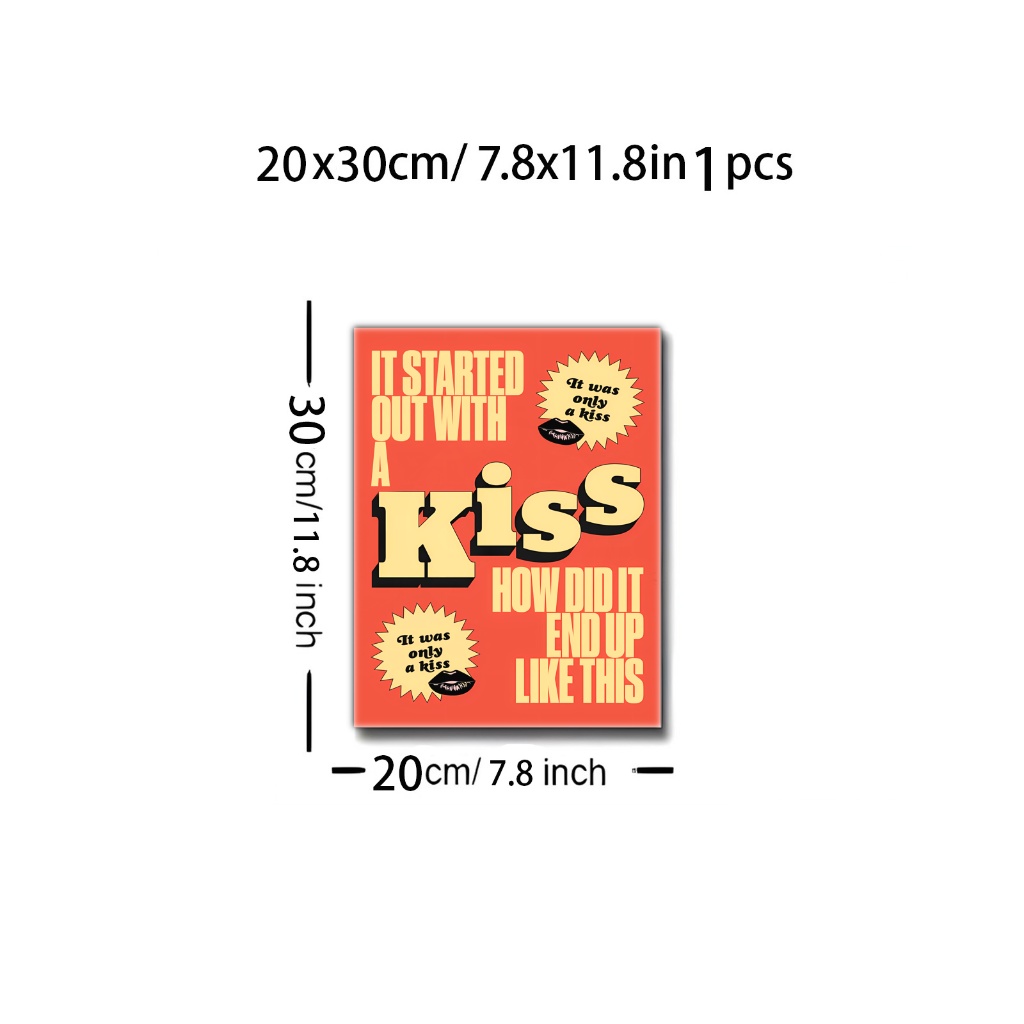 20x30cm/ 7.8x11.8in 1 pcs
30cm/11.8 inch
IT STARTED
OUT WITH
A
Kiss
It was
only
a kiss
HOW DID IT
END UP
LIKE THIS
It was
only
a kiss
20cm/ 7.8 inch